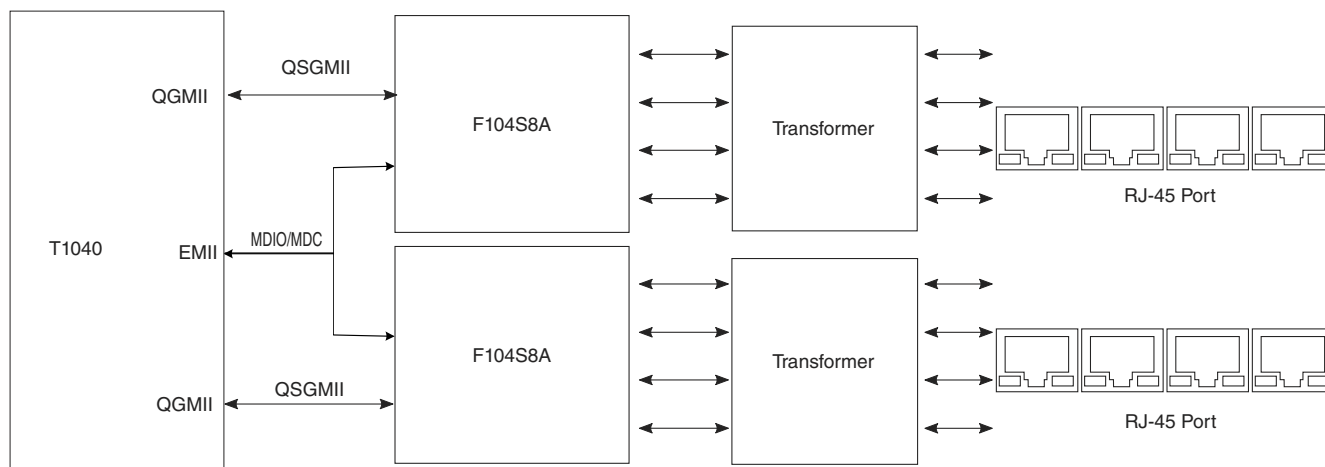 QSGMII
QGMII
F104S8A
Transformer
RJ-45 Port
T1040
EMII
MDIO/MDC
F104S8A
Transformer
QGMII
QSGMII
RJ-45 Port